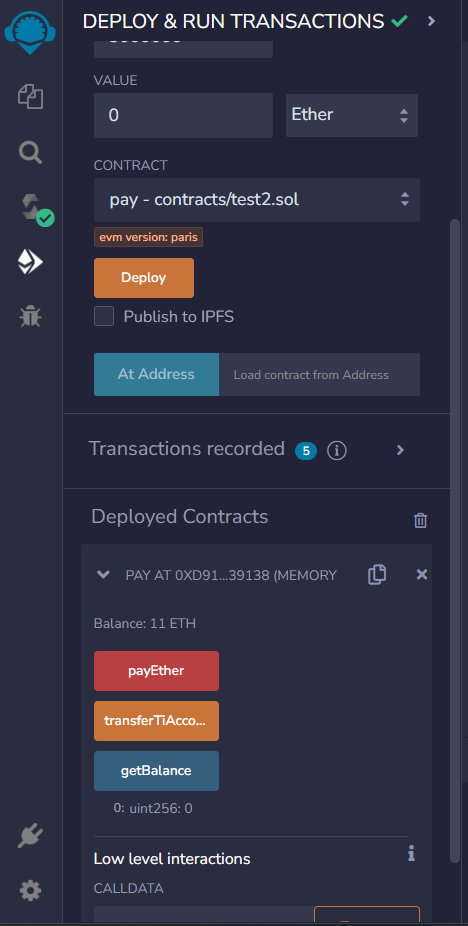 DEPLOY & RUN TRANSACTIONS
VALUE
0
Ether
CONTRACT
pay - contracts/test2.sol
evm version: paris
Deploy
Publish to IPFS
At Address
Load contract from Address
Transactions recorded 5 i
Deployed Contracts
PAY AT 0XD91...39138 (MEMORY
Balance: 11 ETH
payEther
transferTiAcco...
getBalance
0: uint256: 0
Low level interactions
i
CALLDATA